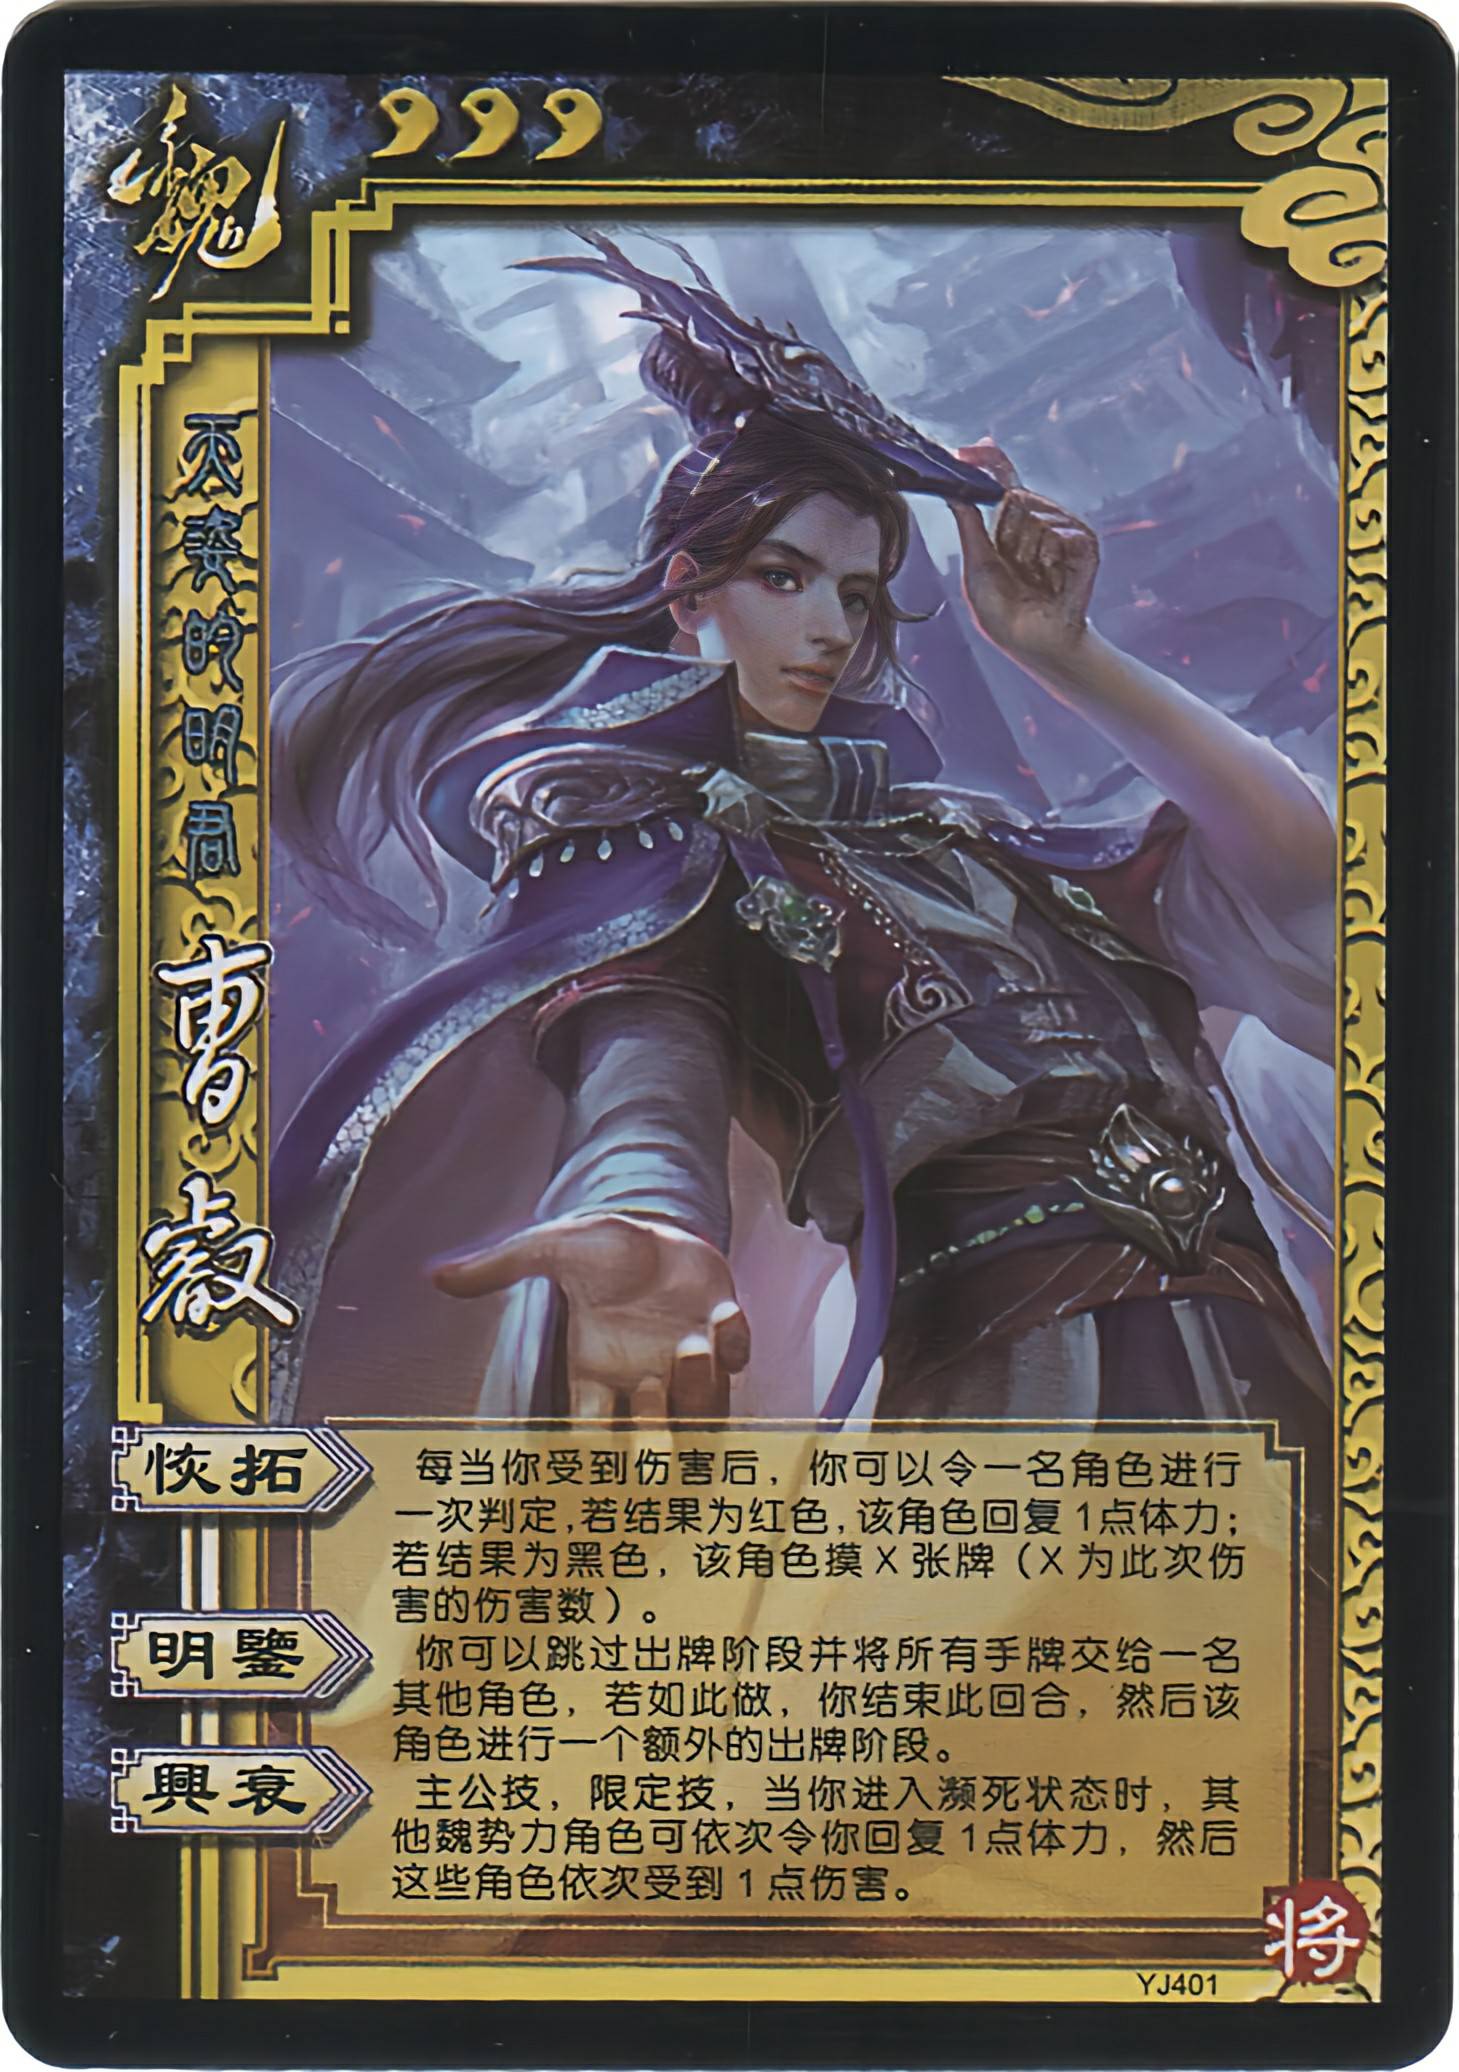 魏
天姿的明君
曹叡
恢拓
每当你受到伤害后，你可以令一名角色进行
一次判定,若结果为红色,该角色回复1点体力；
若结果为黑色，该角色摸X张牌（X为此次伤
害的伤害数）。
明鑒
你可以跳过出牌阶段并将所有手牌交给一名
其他角色，若如此做，你结束此回合，然后该
角色进行一个额外的出牌阶段。
興衰
主公技，限定技，当你进入濒死状态时，其
他魏势力角色可依次令你回复1点体力，然后
这些角色依次受到1点伤害。
将
YJ401